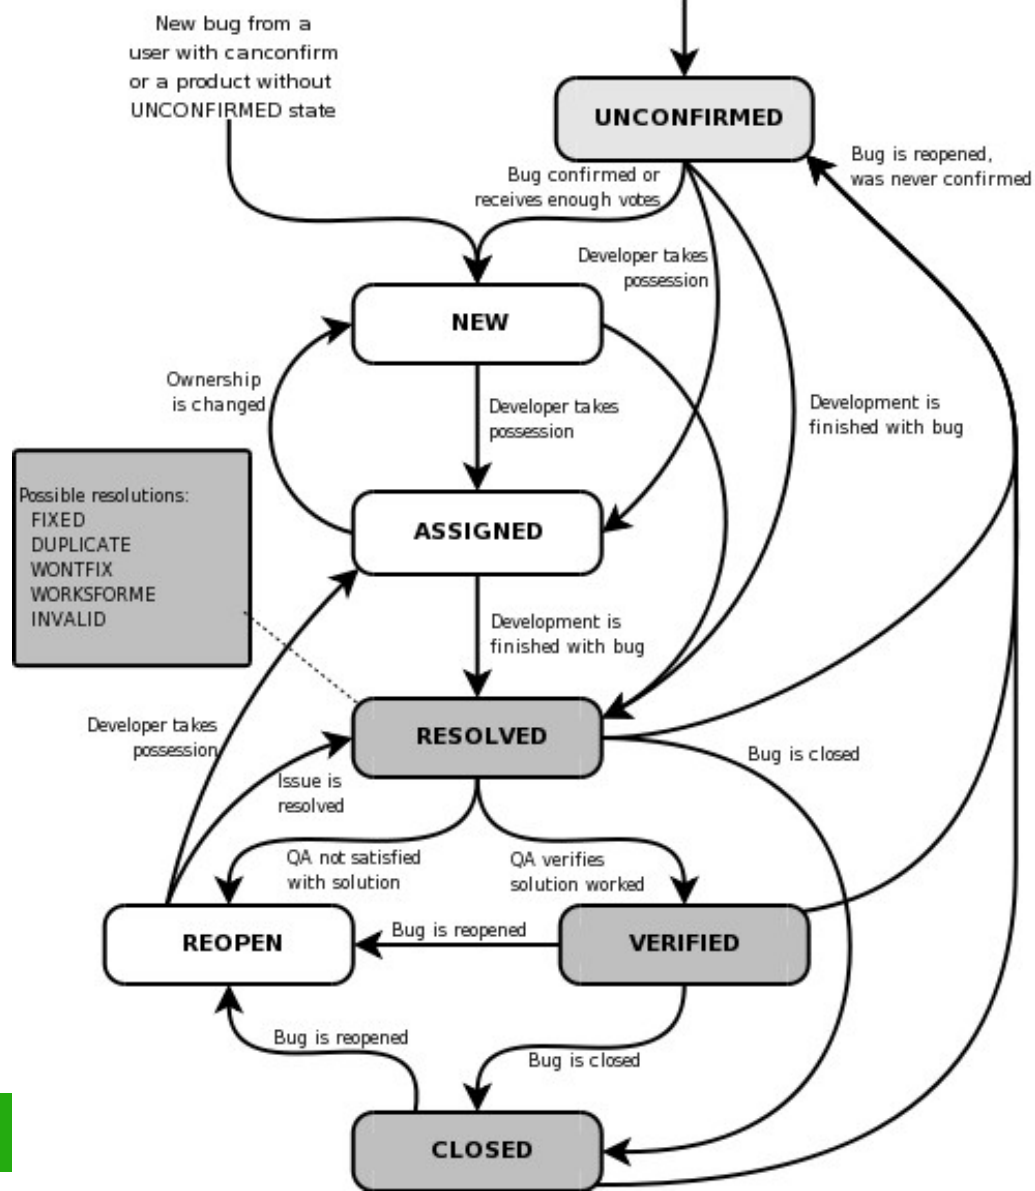 New bug from a
user with canconfirm
or a product without
UNCONFIRMED state
UNCONFIRMED
Bug is reopened,
was never confirmed
Bug confirmed or
receives enough votes
Developer takes
possession
NEW
Ownership
is changed
Developer takes
possession
Development is
finished with bug
Possible resolutions:
FIXED
DUPLICATE
WONTFIX
WORKSFORME
INVALID
ASSIGNED
Development is
finished with bug
Developer takes
possession
RESOLVED
Bug is closed
Issue is
resolved
QA not satisfied
with solution
QA verifies
solution worked
REOPEN
Bug is reopened
VERIFIED
Bug is reopened
Bug is closed
CLOSED